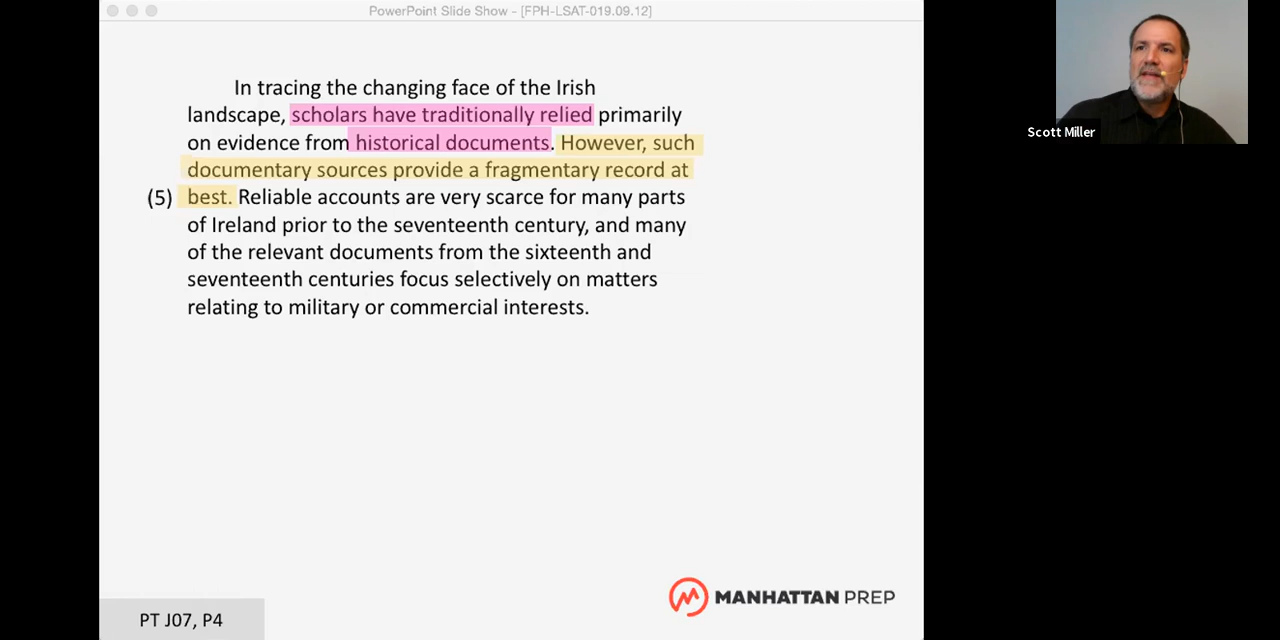 PowerPoint Slide Show - [FPH-LSAT-019.09.12]
Scott Miller
In tracing the changing face of the Irish
landscape, scholars have traditionally relied primarily
on evidence from historical documents. However, such
documentary sources provide a fragmentary record at
(5) best. Reliable accounts are very scarce for many parts
of Ireland prior to the seventeenth century, and many
of the relevant documents from the sixteenth and
seventeenth centuries focus selectively on matters
relating to military or commercial interests.
MANHATTAN PREP
PT J07, P4